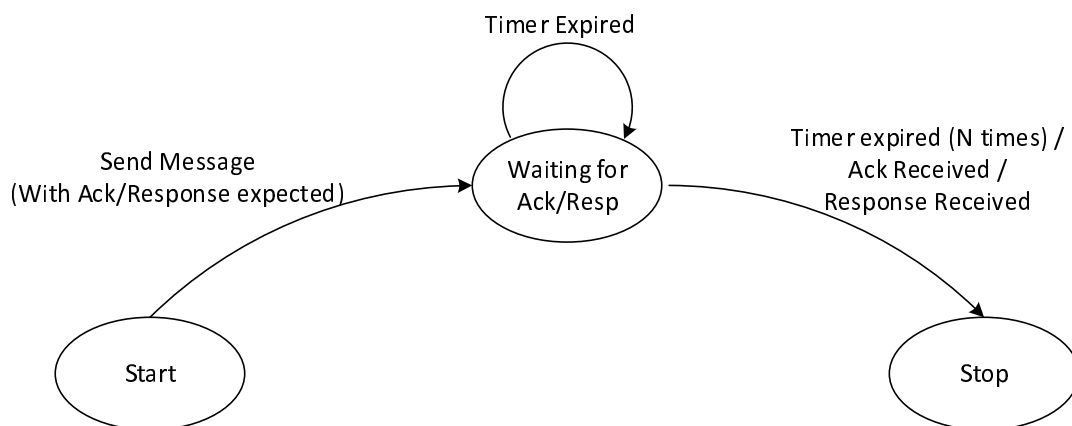 Timer Expired
Send Message
(With Ack/Response expected)
Waiting for
Ack/Resp
Timer expired (N times) /
Ack Received /
Response Received
Start
Stop